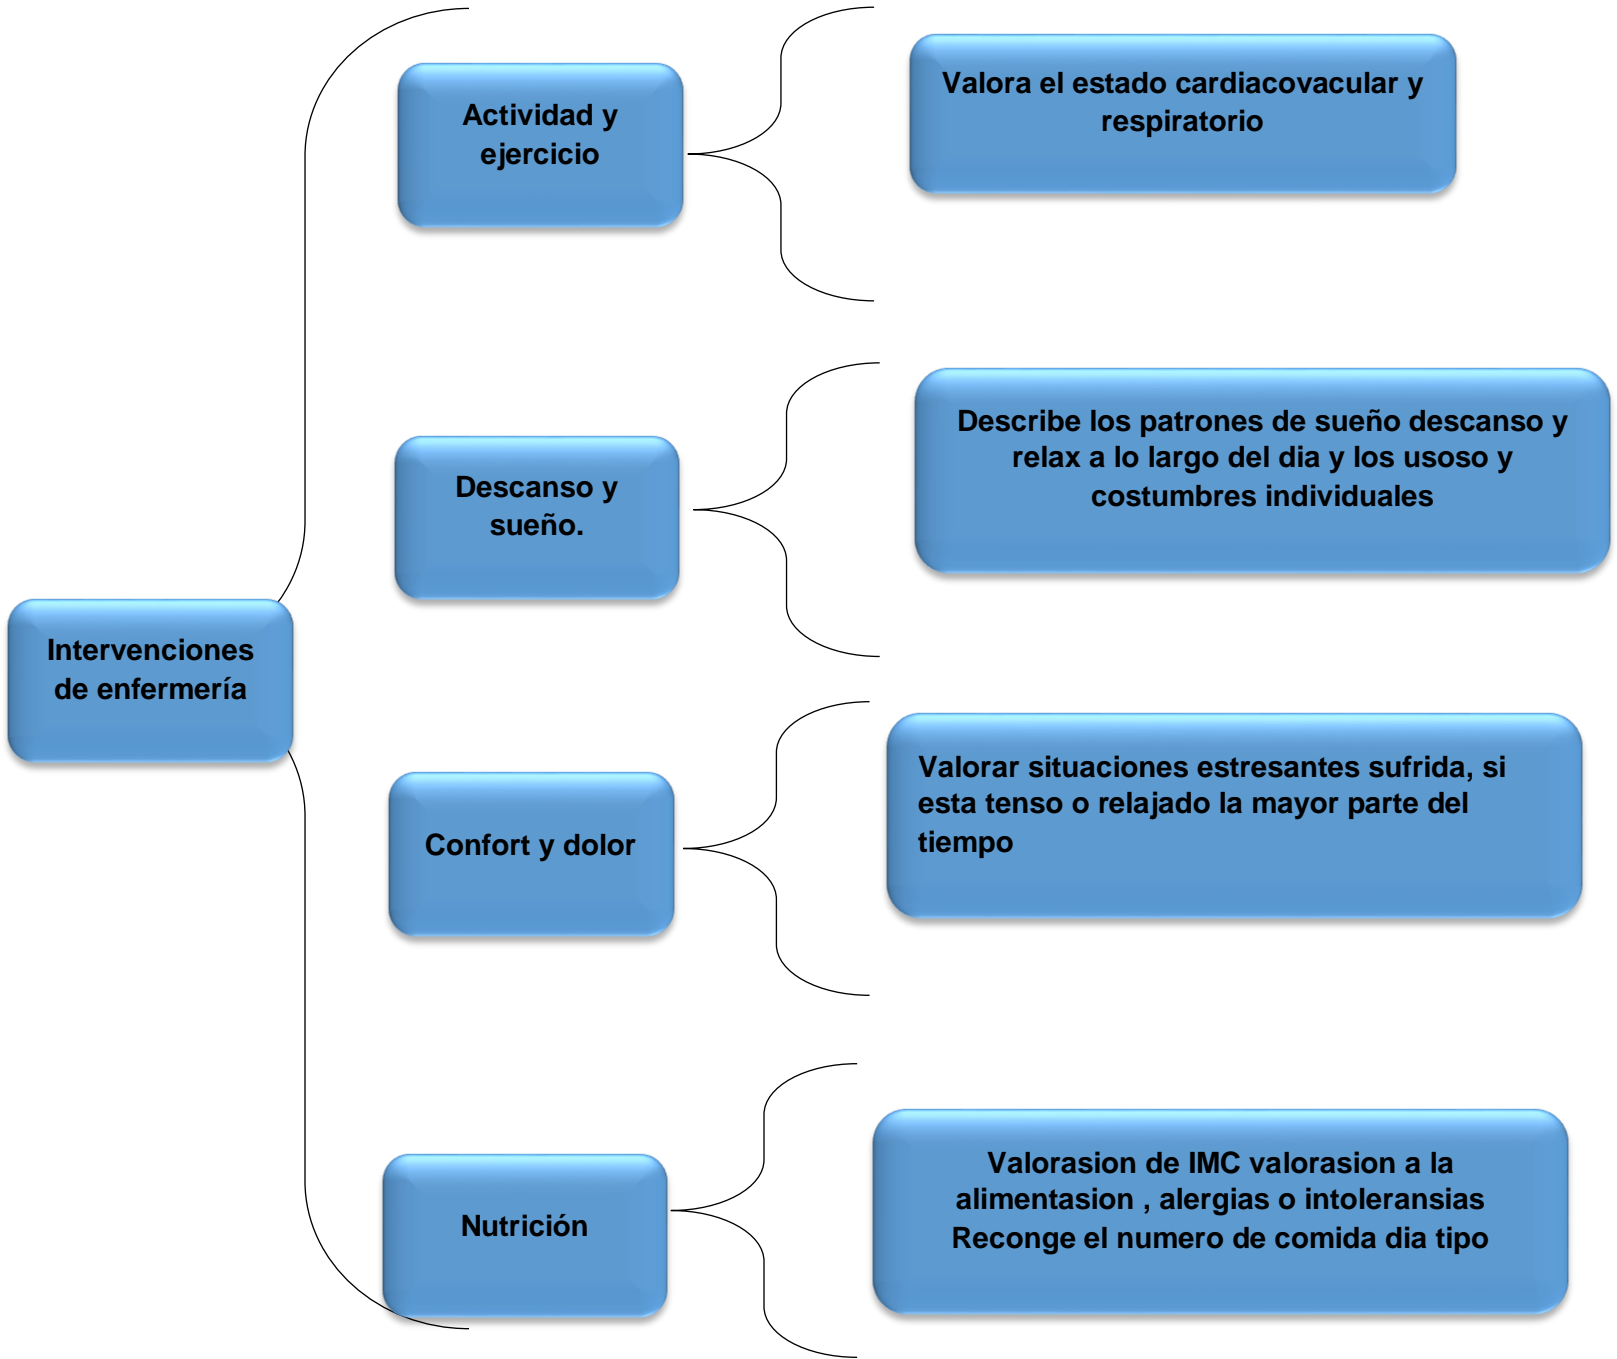 Actividad y
ejercicio
Valora el estado cardiacovacular y
respiratorio
Descanso y
sueño.
Describe los patrones de sueño descanso y
relax a lo largo del dia y los usoso y
costumbres individuales
Intervenciones
de enfermería
Confort y dolor
Valorar situaciones estresantes sufrida, si
esta tenso o relajado la mayor parte del
tiempo
Nutrición
Valorasion de IMC valorasion a la
alimentasion , alergias o intoleransias
Reconge el numero de comida dia tipo